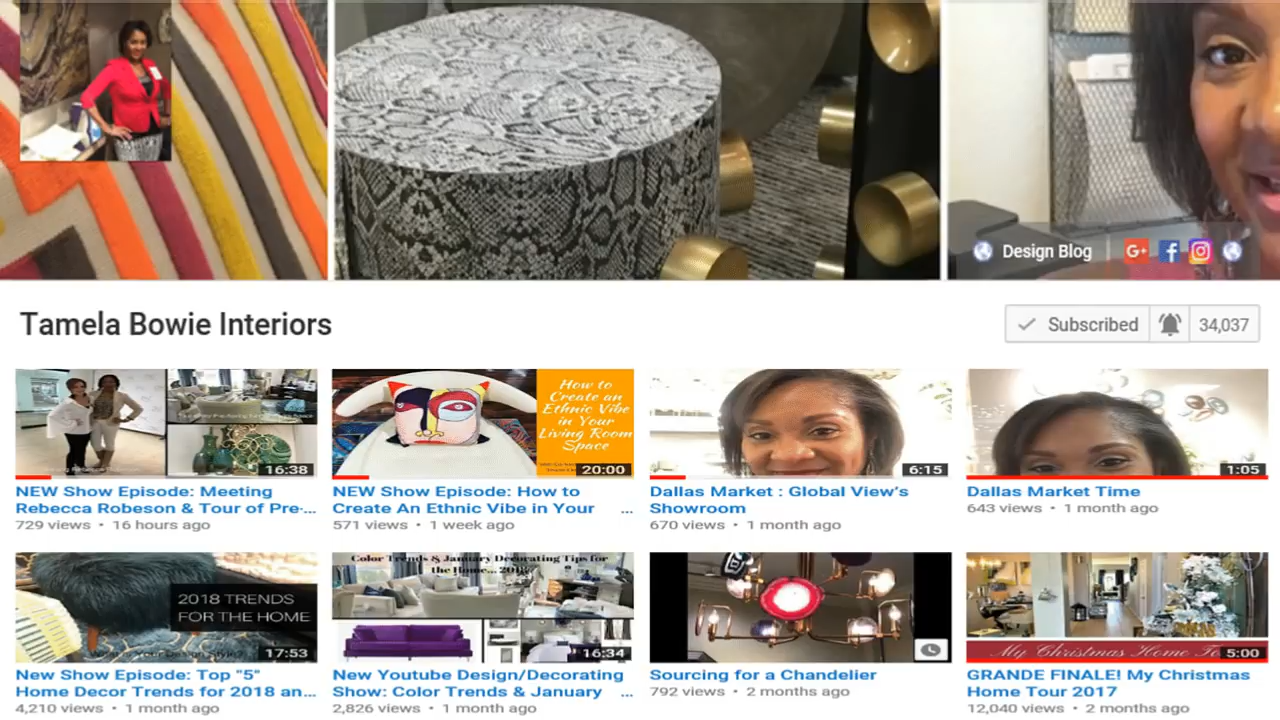 Design Blog
G+
Tamela Bowie Interiors
Subscribed
34,037
16:38
NEW Show Episode: Meeting
Rebecca Robeson & Tour of Pre-...
729 views • 16 hours ago
How to
Create an
Ethnic Vibe
in Your
Living Room
Space
20:00
NEW Show Episode: How to
Create An Ethnic Vibe in Your ...
571 views • 1 week ago
6:15
Dallas Market : Global View's
Showroom
670 views • 1 month ago
1:05
Dallas Market Time
643 views • 1 month ago
2018 TRENDS
FOR THE HOME
Your Design Style?
17:53
New Show Episode: Top "5"
Home Decor Trends for 2018 an...
4,210 views • 1 month ago
Color Trends & January Decorating Tips for
the Home...
16:34
New Youtube Design/Decorating
Show: Color Trends & January ...
2,826 views • 1 month ago
Sourcing for a Chandelier
792 views • 2 months ago
My Christmas Home
5:00
GRANDE FINALE! My Christmas
Home Tour 2017
12,040 views • 2 months ago